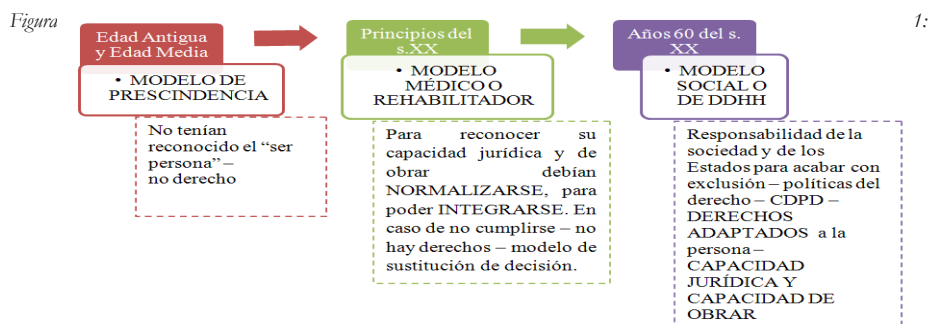 Figura 1:
Edad Antigua
y Edad Media
• MODELO DE
PRESCINDENCIA
No tenían
reconocido el “ser
persona” –
no derecho
Principios del
s.XX
• MODELO
MÉDICO O
REHABILITADOR
Para reconocer su
capacidad jurídica y de
obrar debían
NORMALIZARSE, para
poder INTEGRARSE. En
caso de no cumplirse – no
hay derechos – modelo de
sustitución de decisión.
Años 60 del s.
XX
• MODELO
SOCIAL O
DE DDHH
Responsabilidad de la
sociedad y de los
Estados para acabar con
exclusión – políticas del
derecho – CDPD –
DERECHOS
ADAPTADOS a la
persona –
CAPACIDAD
JURÍDICA Y
CAPACIDAD DE
OBRAR